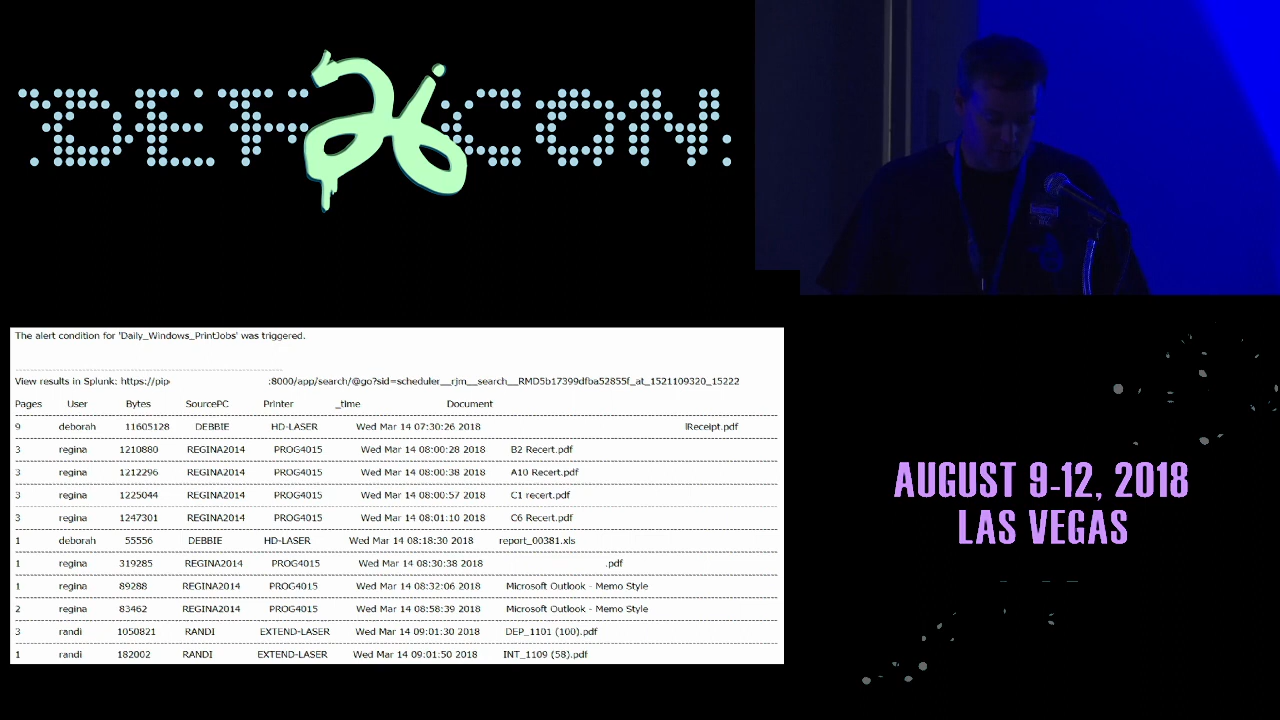 DEF 26 CON
The alert condition for 'Daily_Windows_PrintJobs' was triggered.
View results in Splunk: https://pip :8000/app/search/@go?sid=scheduler__rjm__search__RMD5b17399dfba52855f_at_1521109320_15222
Pages User Bytes SourcePC Printer _time Document
9 deborah 11605128 DEBBIE HD-LASER Wed Mar 14 07:30:26 2018 Receipt.pdf
3 regina 1210880 REGINA2014 PROG4015 Wed Mar 14 08:00:28 2018 B2 Recert.pdf
3 regina 1212296 REGINA2014 PROG4015 Wed Mar 14 08:00:38 2018 A10 Recert.pdf
3 regina 1225044 REGINA2014 PROG4015 Wed Mar 14 08:00:57 2018 C1 recert.pdf
3 regina 1247301 REGINA2014 PROG4015 Wed Mar 14 08:01:10 2018 C6 Recert.pdf
1 deborah 55556 DEBBIE HD-LASER Wed Mar 14 08:18:30 2018 report_00381.xls
1 regina 319285 REGINA2014 PROG4015 Wed Mar 14 08:30:38 2018 .pdf
1 regina 89288 REGINA2014 PROG4015 Wed Mar 14 08:32:06 2018 Microsoft Outlook - Memo Style
2 regina 83462 REGINA2014 PROG4015 Wed Mar 14 08:58:39 2018 Microsoft Outlook - Memo Style
3 randi 1050821 RANDI EXTEND-LASER Wed Mar 14 09:01:30 2018 DEP_1101 (100).pdf
1 randi 182002 RANDI EXTEND-LASER Wed Mar 14 09:01:50 2018 INT_1109 (58).pdf
AUGUST 9-12, 2018
LAS VEGAS